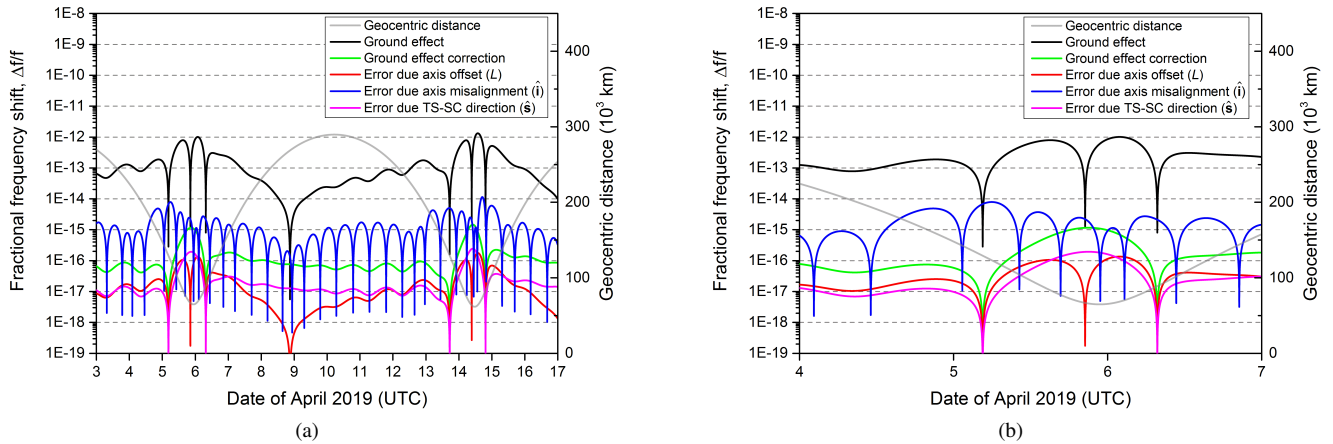 1E-8
1E-9
1E-10
1E-11
1E-12
1E-13
1E-14
1E-15
1E-16
1E-17
1E-18
1E-19
Fractional frequency shift, Δf/f
Geocentric distance
Ground effect
Ground effect correction
Error due axis offset (L)
Error due axis misalignment (î)
Error due TS-SC direction (ŝ)
400
300
200
100
0
Geocentric distance (10³ km)
3 4 5 6 7 8 9 10 11 12 13 14 15 16 17
Date of April 2019 (UTC)
(a)
1E-8
1E-9
1E-10
1E-11
1E-12
1E-13
1E-14
1E-15
1E-16
1E-17
1E-18
1E-19
Fractional frequency shift, Δf/f
Geocentric distance
Ground effect
Ground effect correction
Error due axis offset (L)
Error due axis misalignment (î)
Error due TS-SC direction (ŝ)
400
300
200
100
0
Geocentric distance (10³ km)
4 5 6 7
Date of April 2019 (UTC)
(b)